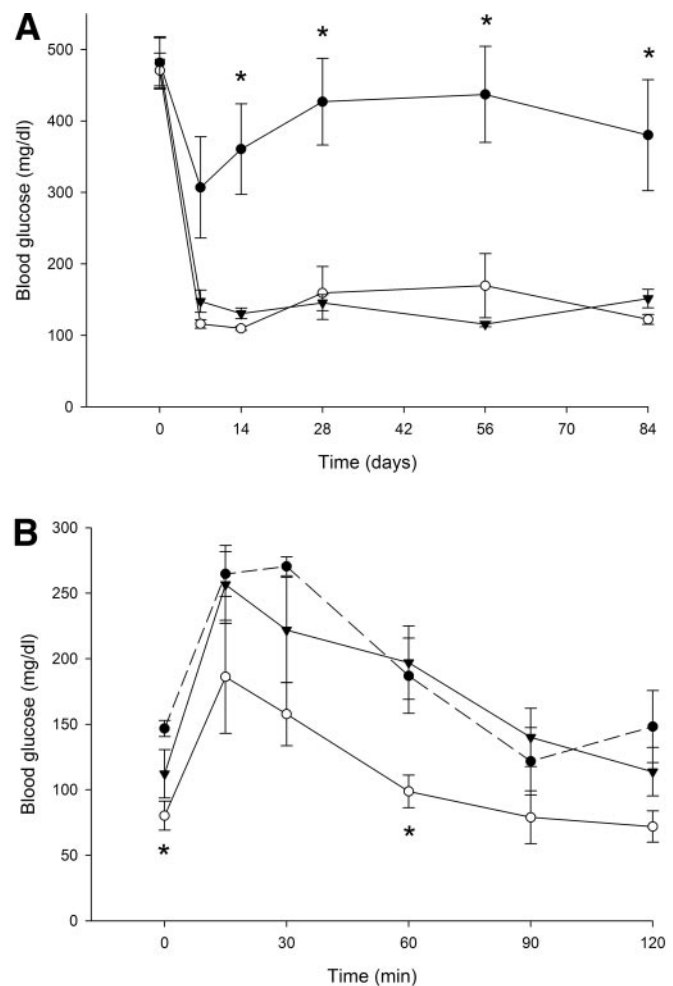 A
* * * *
500
400
300
200
100
0
Blood glucose (mg/dl)
0 14 28 42 56 70 84
Time (days)
B
300
250
200
150
100
50
0
Blood glucose (mg/dl)
* *
0 30 60 90 120
Time (min)